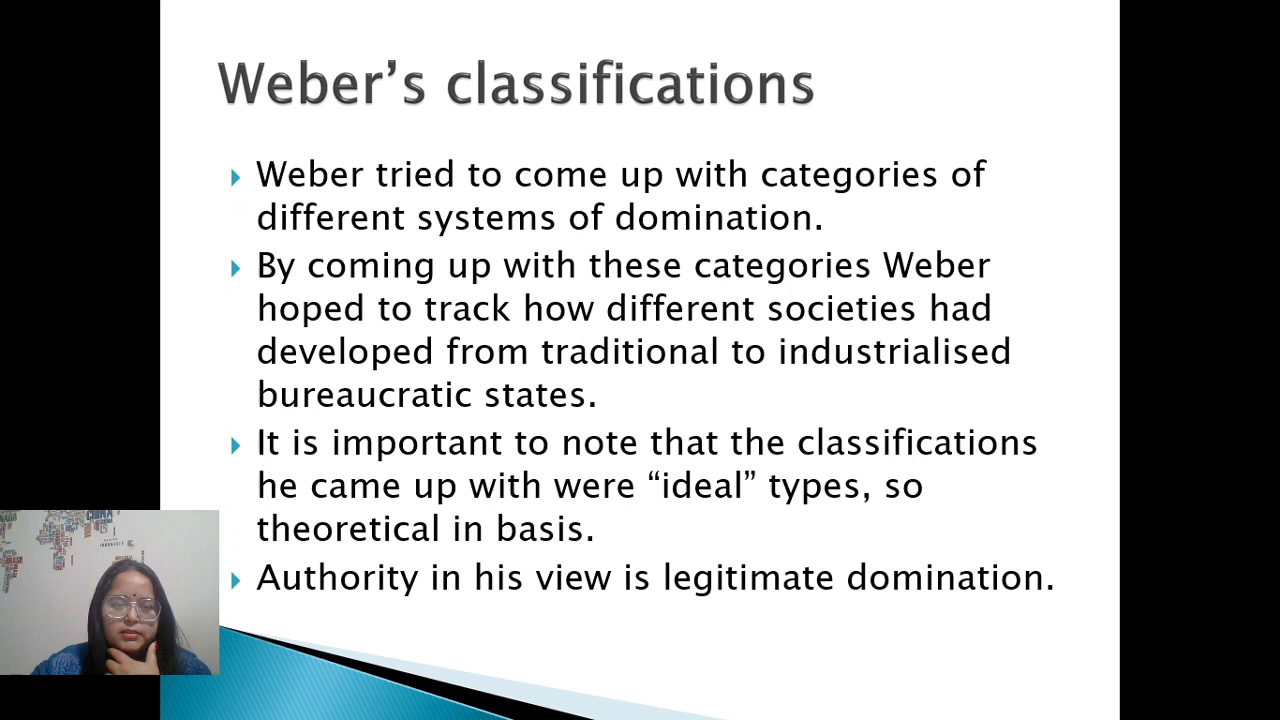 Weber’s classifications
Weber tried to come up with categories of
different systems of domination.
By coming up with these categories Weber
hoped to track how different societies had
developed from traditional to industrialised
bureaucratic states.
It is important to note that the classifications
he came up with were “ideal” types, so
theoretical in basis.
Authority in his view is legitimate domination.